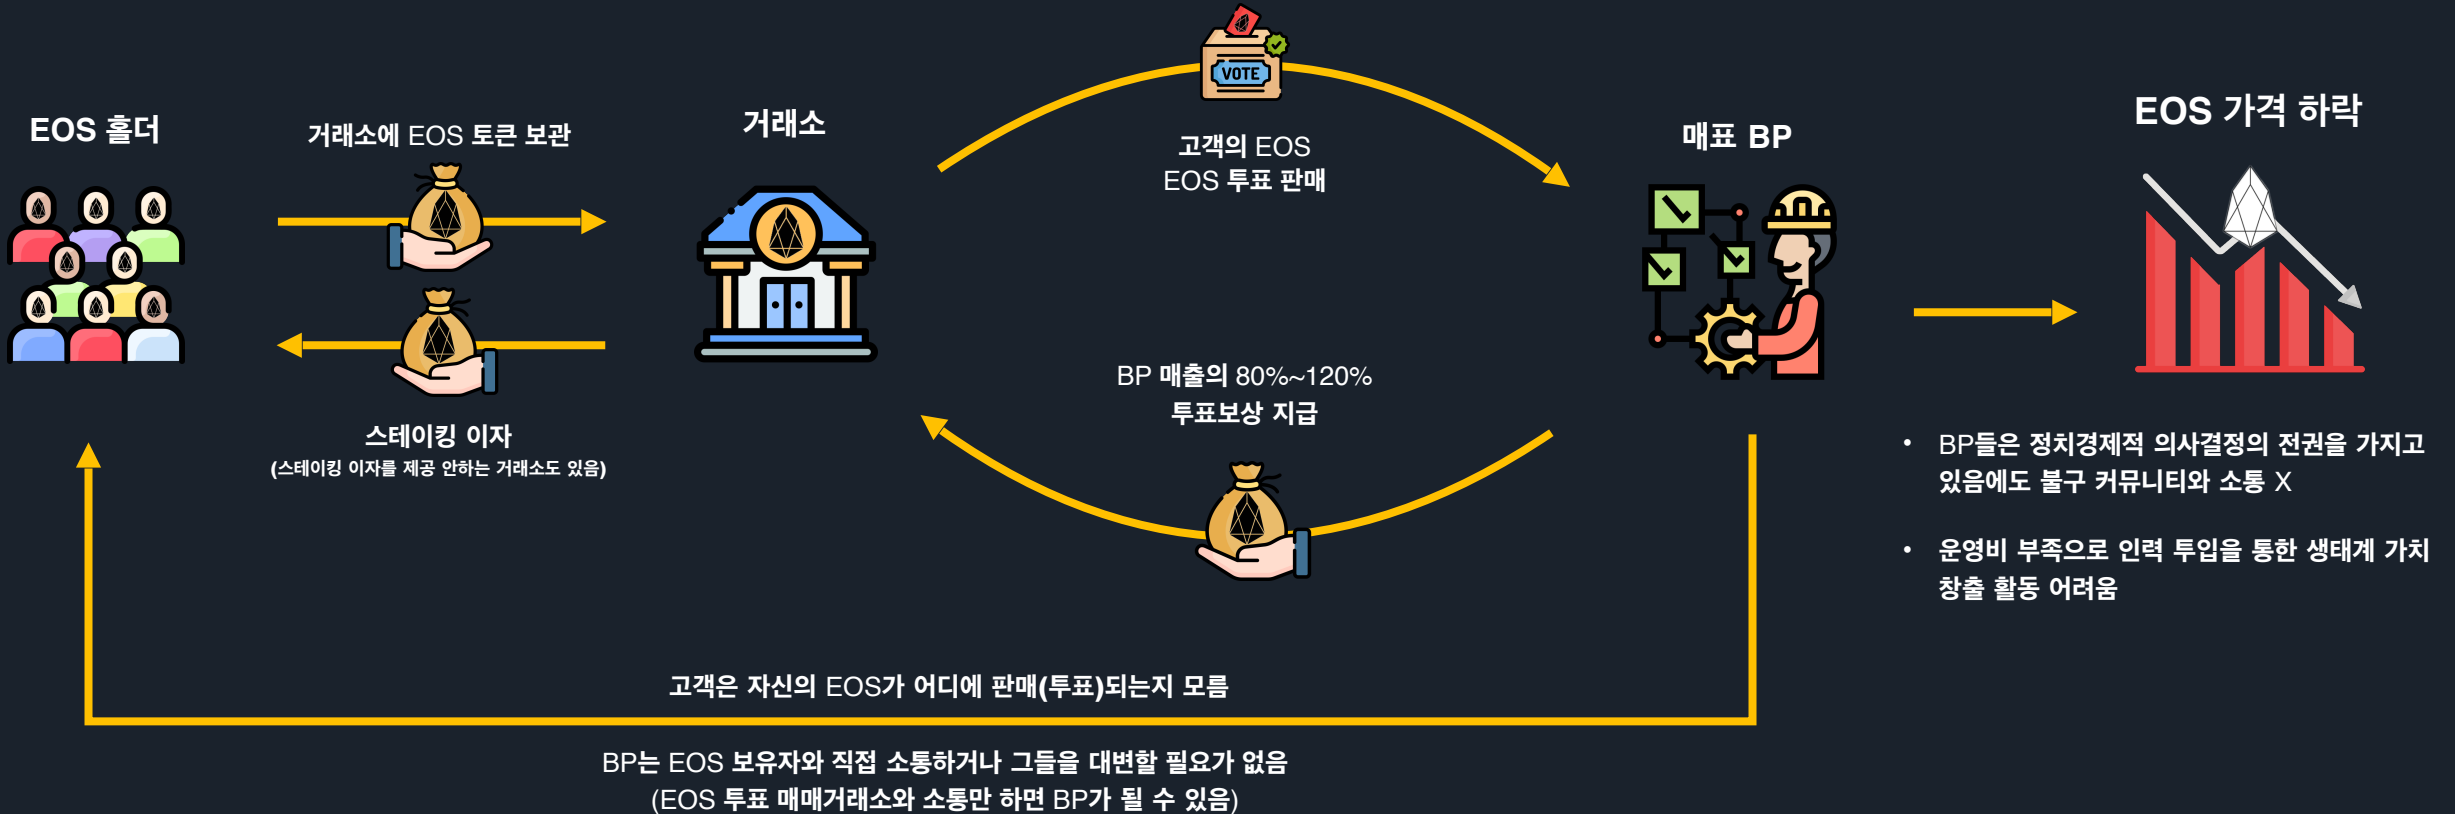 EOS 홀더
거래소에 EOS 토큰 보관
스테이킹 이자
(스테이킹 이자를 제공 안하는 거래소도 있음)
거래소
VOTE
고객의 EOS
EOS 투표 판매
BP 매출의 80%~120%
투표보상 지급
매표 BP
EOS 가격 하락
• BP들은 정치경제적 의사결정의 전권을 가지고
있음에도 불구 커뮤니티와 소통 X
• 운영비 부족으로 인력 투입을 통한 생태계 가치
창출 활동 어려움
고객은 자신의 EOS가 어디에 판매(투표)되는지 모름
BP는 EOS 보유자와 직접 소통하거나 그들을 대변할 필요가 없음
(EOS 투표 매매거래소와 소통만 하면 BP가 될 수 있음)